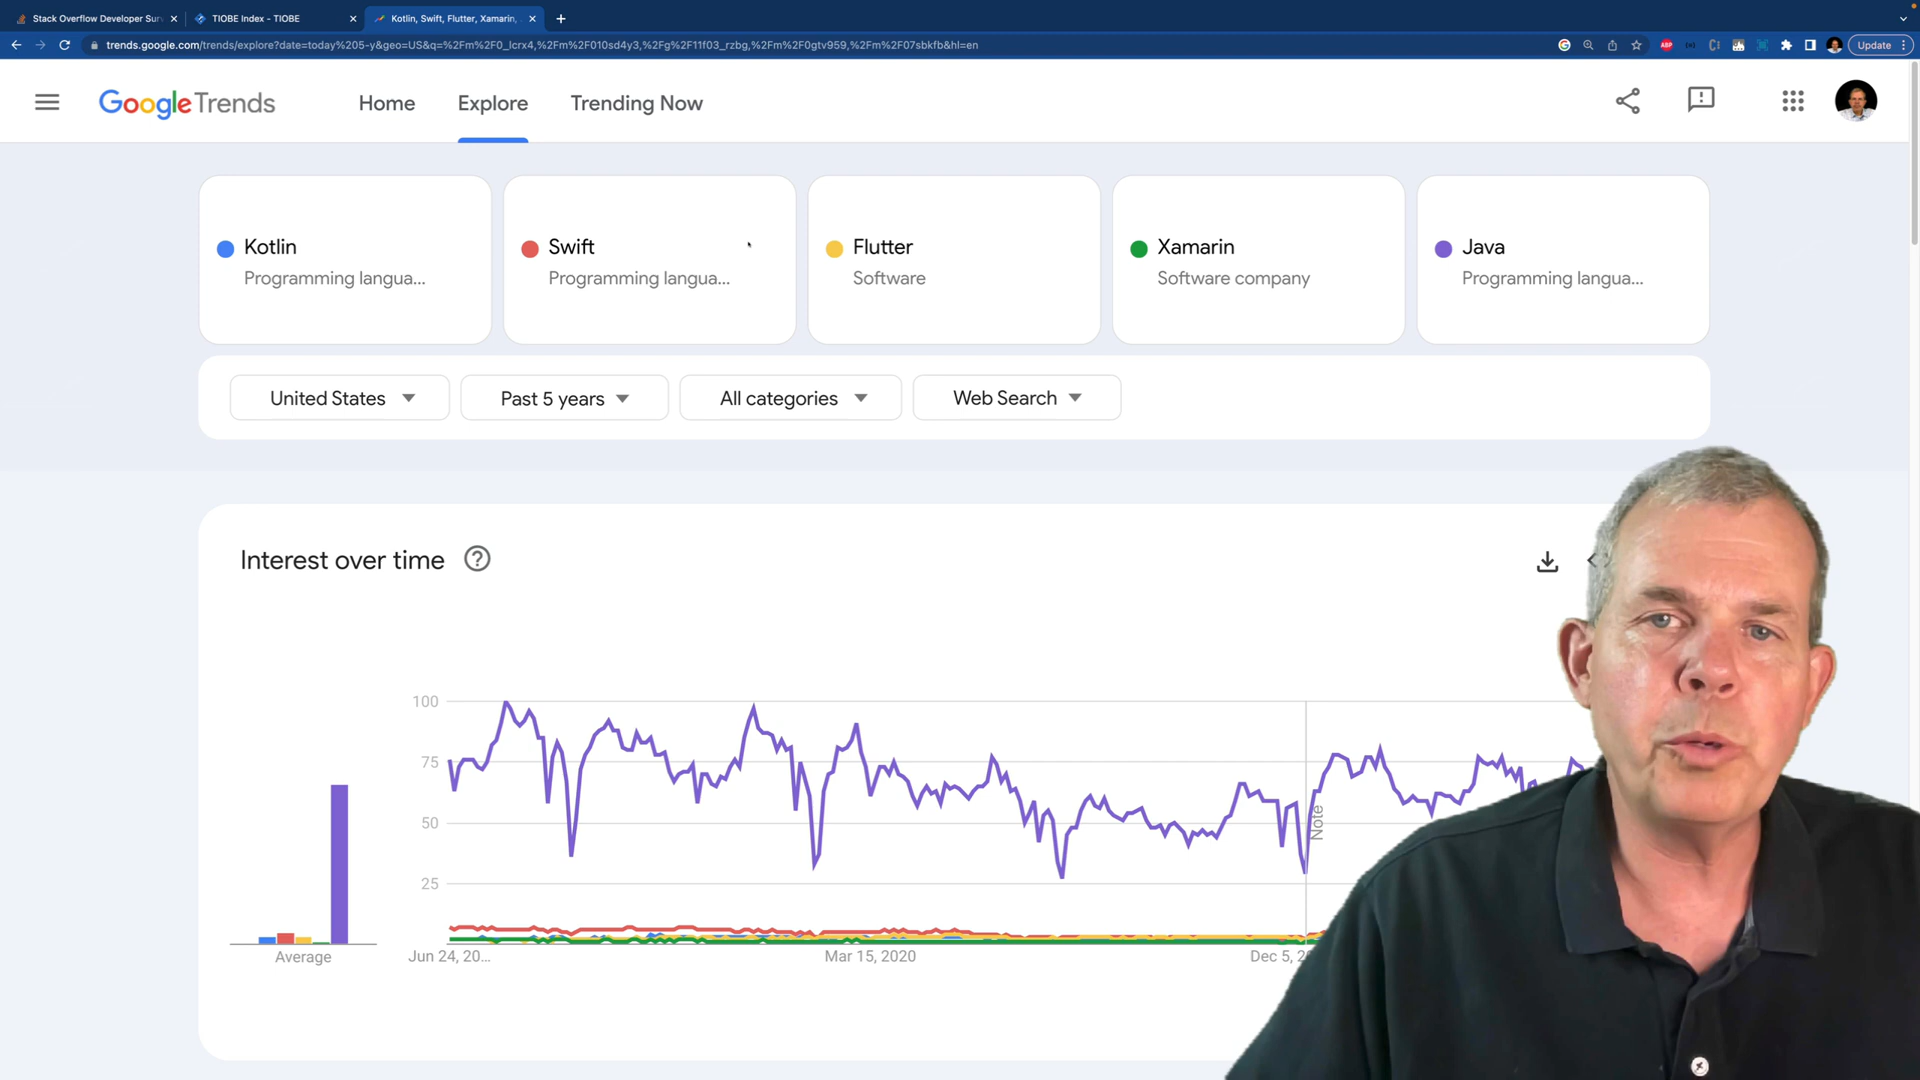 Stack Overflow Developer Sur
TIOBE Index - TIOBE
Kotlin, Swift, Flutter, Xamarin,
trends.google.com/trends/explore?date=today%205-y&geo=US&q=%2Fm%2F0_lcrx4,%2Fm%2F010sd4y3,%2Fg%2F11f03_rzbg,%2Fm%2F0gtv959,%2Fm%2F07sbkfb&hl=en
ABP
Update
Google Trends
Home
Explore
Trending Now
Kotlin
Programming langua...
Swift
Programming langua...
Flutter
Software
Xamarin
Software company
Java
Programming langua...
United States
Past 5 years
All categories
Web Search
Interest over time
100
75
50
25
Note
Average
Jun 24, 20...
Mar 15, 2020
Dec 5, 2